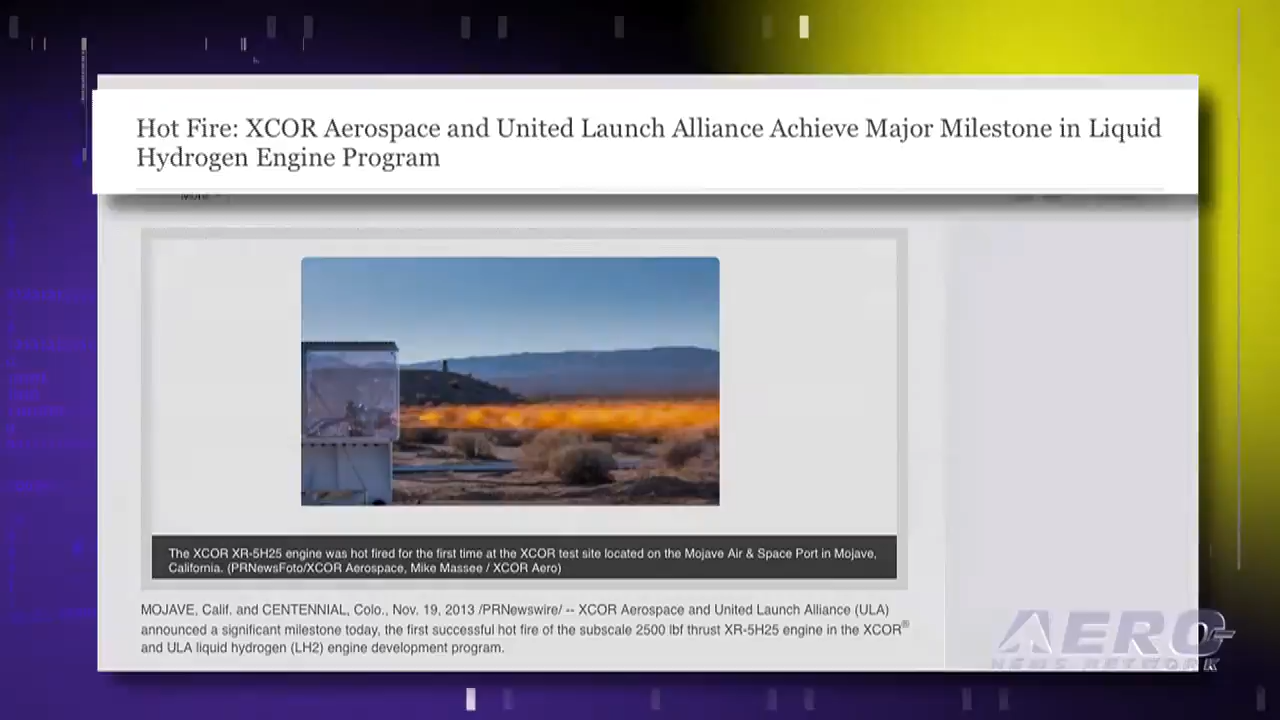 Hot Fire: XCOR Aerospace and United Launch Alliance Achieve Major Milestone in Liquid
Hydrogen Engine Program
More
The XCOR XR-5H25 engine was hot fired for the first time at the XCOR test site located on the Mojave Air & Space Port in Mojave,
California. (PRNewsFoto/XCOR Aerospace, Mike Massee / XCOR Aero)
MOJAVE, Calif. and CENTENNIAL, Colo., Nov. 19, 2013 /PRNewswire/ -- XCOR Aerospace and United Launch Alliance (ULA)
announced a significant milestone today, the first successful hot fire of the subscale 2500 lbf thrust XR-5H25 engine in the XCOR®
and ULA liquid hydrogen (LH2) engine development program.
AERO
NEWS NETWORK